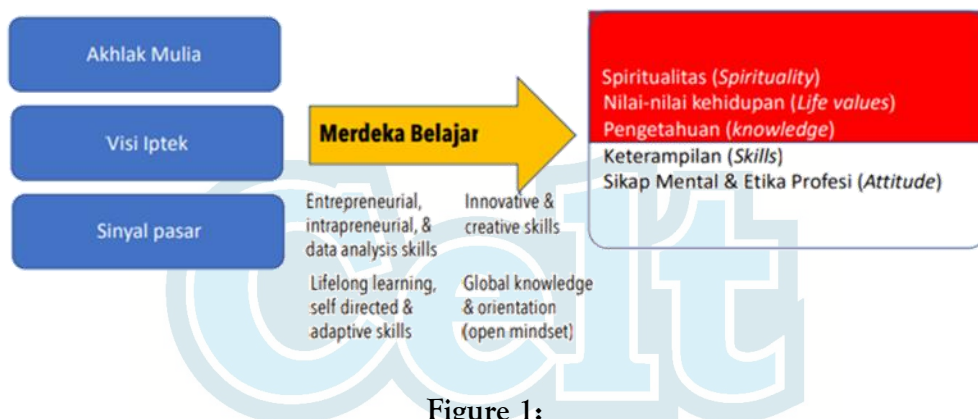 Akhlak Mulia
Visi Iptek
Sinyal pasar
Merdeka Belajar
Entrepreneurial,
intrapreneurial, &
data analysis skills
Innovative &
creative skills
Lifelong learning,
self directed &
adaptive skills
Global knowledge
& orientation
(open mindset)
Spiritualitas (Spirituality)
Nilai-nilai kehidupan (Life values)
Pengetahuan (knowledge)
Keterampilan (Skills)
Sikap Mental & Etika Profesi (Attitude)
Celt
Figure 1: